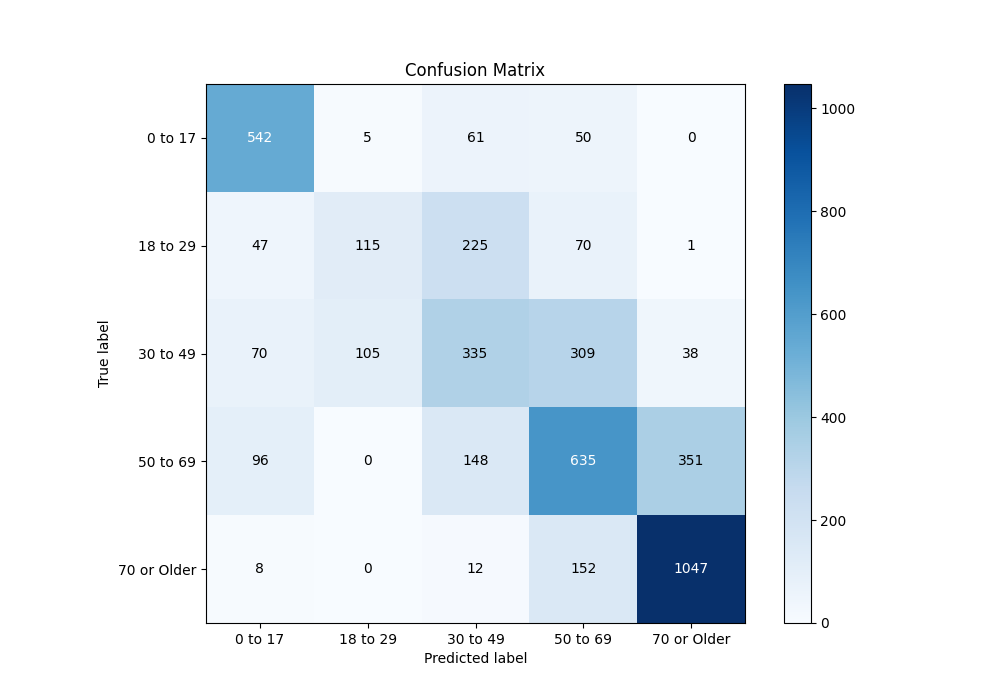 Confusion Matrix
True label
0 to 17 542 5 61 50 0
18 to 29 47 115 225 70 1
30 to 49 70 105 335 309 38
50 to 69 96 0 148 635 351
70 or Older 8 0 12 152 1047
0 to 17 18 to 29 30 to 49 50 to 69 70 or Older
Predicted label
1000
800
600
400
200
0